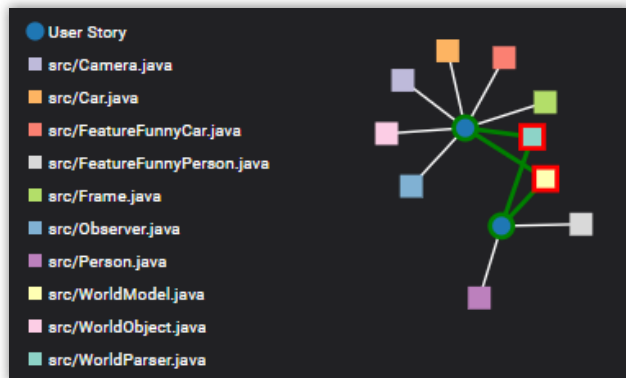 User Story
src/Camera.java
src/Car.java
src/FeatureFunnyCar.java
src/FeatureFunnyPerson.java
src/Frame.java
src/Observer.java
src/Person.java
src/WorldModel.java
src/WorldObject.java
src/WorldParser.java